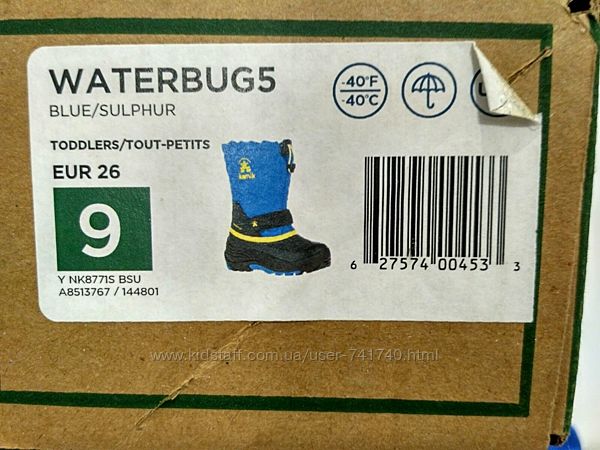 WATERBUG5
BLUE/SULPHUR
-40°F
-40°C
TODDLERS/TOUT-PETITS
EUR 26
9
kamik
Y NK8771S BSU
A8513767 / 144801
6 27574 00453 3
www.kidstaff.com.ua/user-741740.html